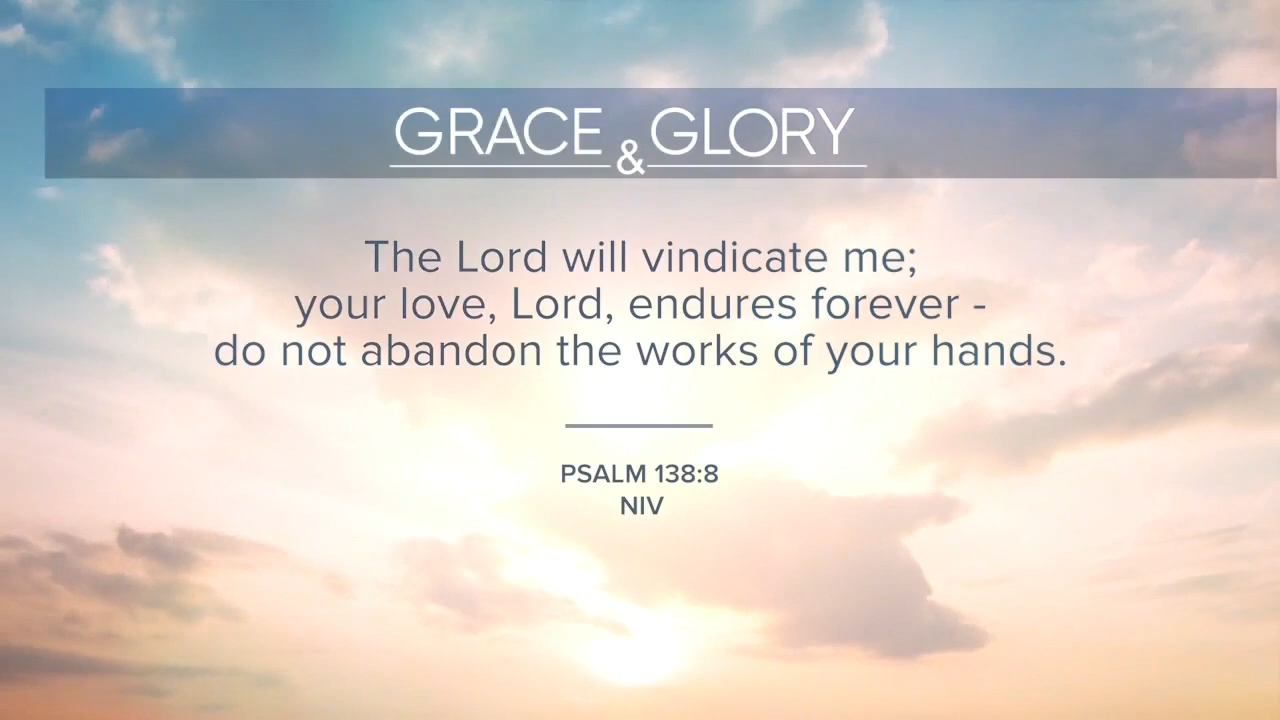 GRACE & GLORY
The Lord will vindicate me;
your love, Lord, endures forever -
do not abandon the works of your hands.
PSALM 138:8
NIV